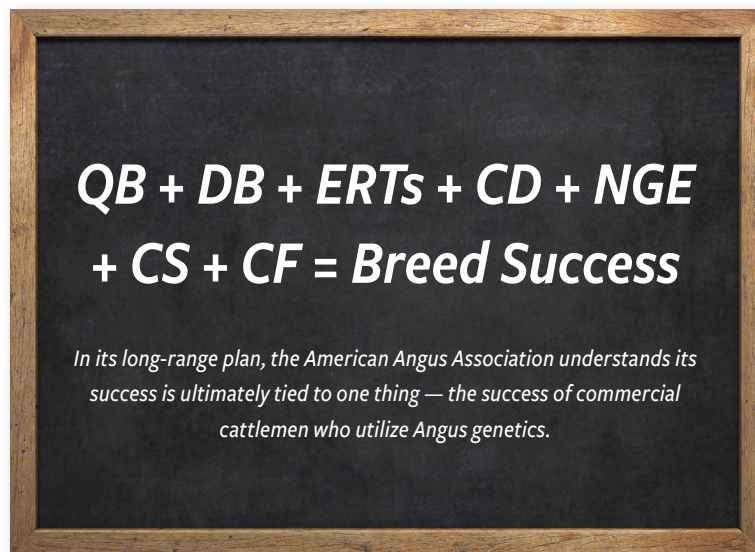 QB + DB + ERTs + CD + NGE
+ CS + CF = Breed Success
In its long-range plan, the American Angus Association understands its
success is ultimately tied to one thing — the success of commercial
cattlemen who utilize Angus genetics.